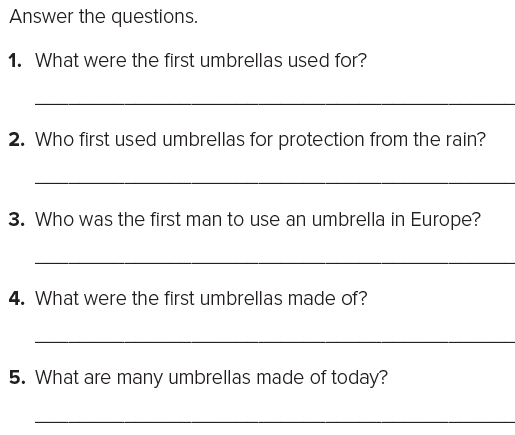 Answer the questions.
1. What were the first umbrellas used for?
2. Who first used umbrellas for protection from the rain?
3. Who was the first man to use an umbrella in Europe?
4. What were the first umbrellas made of?
5. What are many umbrellas made of today?